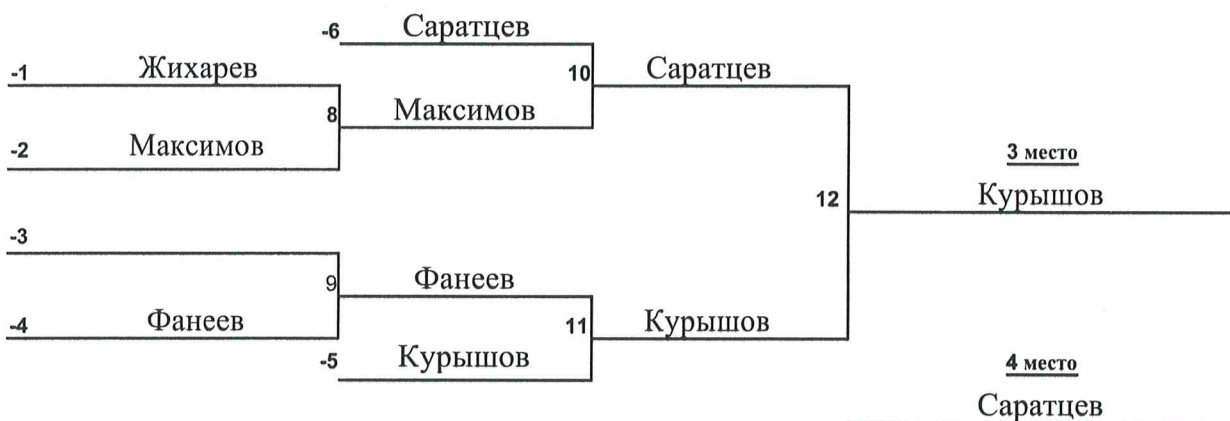 -6 Саратцев
-1 Жихарев
10 Саратцев
8 Максимов
-2 Максимов
3 место
12 Курышов
-3
9 Фанеев
-4 Фанеев
11 Курышов
-5 Курышов
4 место
Саратцев